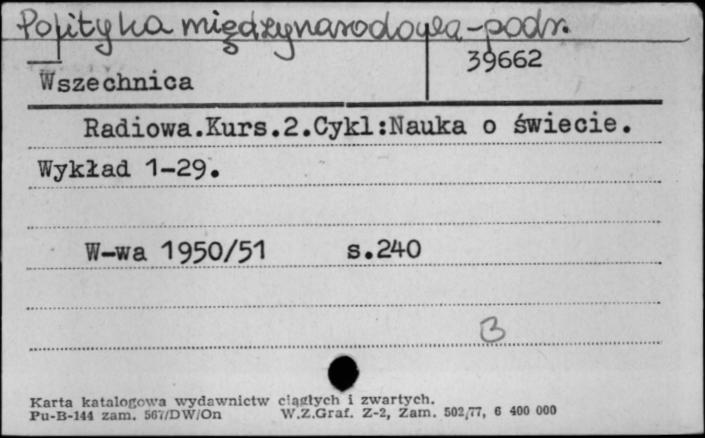 Polityka międzynarodowa - podr.
39662
Wszechnica
Radiowa.Kurs.2.Cykl:Nauka o świecie.
Wykład 1-29.
W-wa 1950/51 s.240
B
Karta katalogowa wydawnictw ciągłych i zwartych.
Pu-B-144 zam. 567/DW/On W.Z.Graf. Z-2, Zam. 502/77, 6 400 000